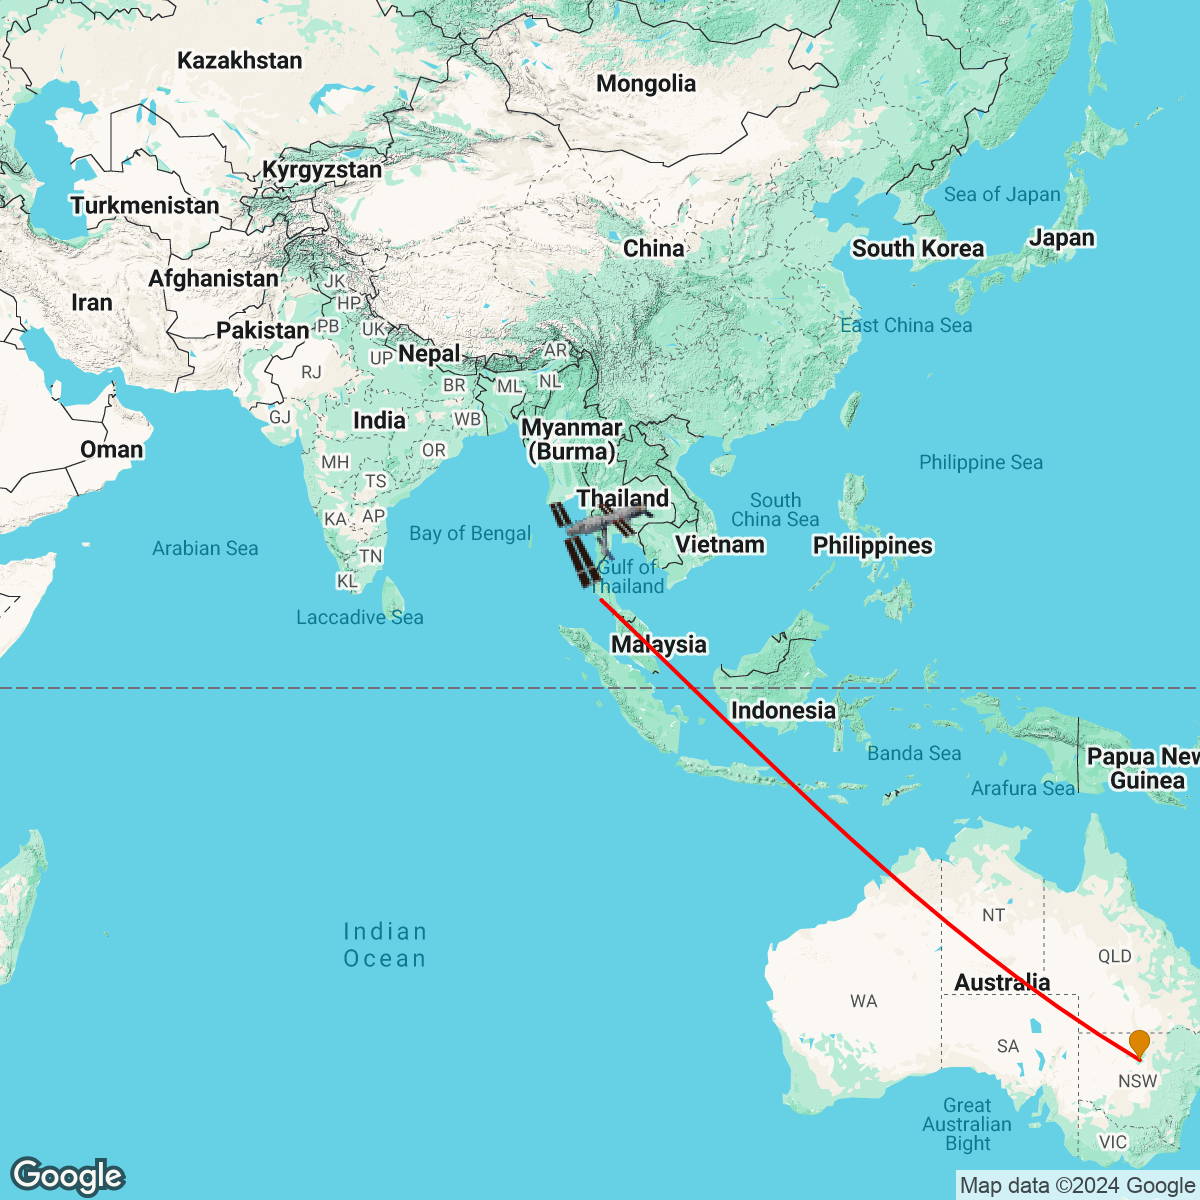 Kazakhstan
Mongolia
Kyrgyzstan
Sea of Japan
Turkmenistan
Japan
China
South Korea
Afghanistan
JK
Iran
HP
Pakistan
PB
UK
East China Sea
UP
Nepal
AR
RJ
BR
ML
NL
GJ
India
WB
Myanmar
(Burma)
Oman
OR
MH
Philippine Sea
TS
Thailand
South
China Sea
KA
AP
Bay of Bengal
Vietnam
Philippines
Arabian Sea
TN
Gulf of
Thailand
KL
Laccadive Sea
Malaysia
Indonesia
Banda Sea
Papua New
Guinea
Arafura Sea
NT
Indian
Ocean
QLD
Australia
WA
SA
NSW
Great
Australian
Bight
VIC
Google
Map data ©2024 Google